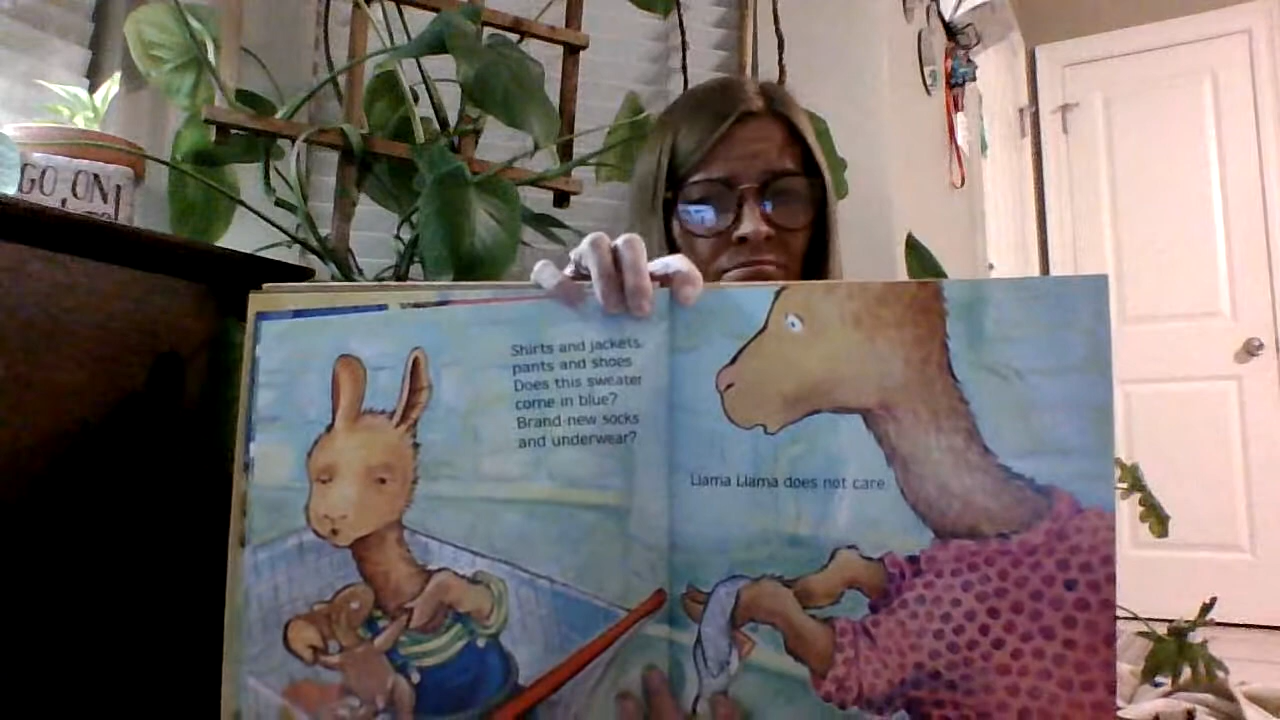 GO ON!
Shirts and jackets,
pants and shoes
Does this sweater
come in blue?
Brand-new socks
and underwear?
Llama Llama does not care